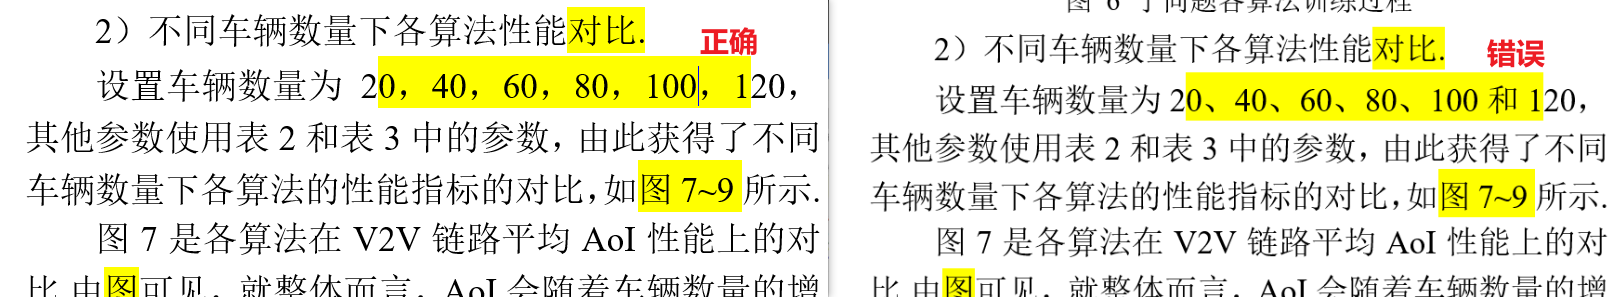 2）不同车辆数量下各算法性能对比.
正确
设置车辆数量为 20，40，60，80，100，120，
其他参数使用表 2 和表 3 中的参数，由此获得了不同
车辆数量下各算法的性能指标的对比，如图 7~9 所示.
图 7 是各算法在 V2V 链路平均 AoI 性能上的对
比 由图可见，就整体而言，AoI 会随着车辆数量的增
图 6 子问题各算法训练过程
2）不同车辆数量下各算法性能对比.
错误
设置车辆数量为 20、40、60、80、100 和 120，
其他参数使用表 2 和表 3 中的参数，由此获得了不同
车辆数量下各算法的性能指标的对比，如图 7~9 所示.
图 7 是各算法在 V2V 链路平均 AoI 性能上的对
比 由图可见，就整体而言，AoI 会随着车辆数量的增